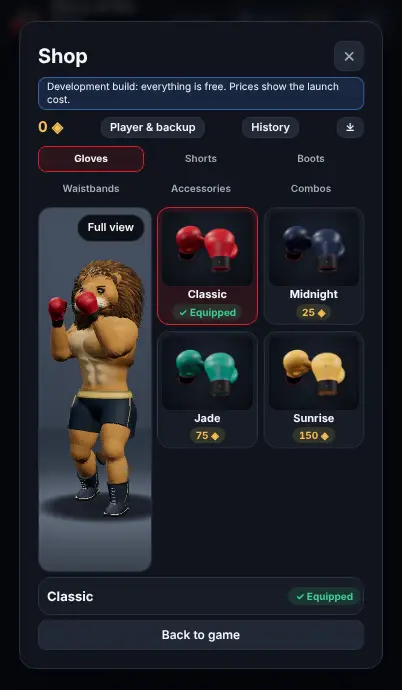 Shop
Development build: everything is free. Prices show the launch
cost.
0
Player & backup
History
Gloves
Shorts
Boots
Waistbands
Accessories
Combos
Full view
Classic
✓ Equipped
Midnight
25
Jade
75
Sunrise
150
Classic
✓ Equipped
Back to game